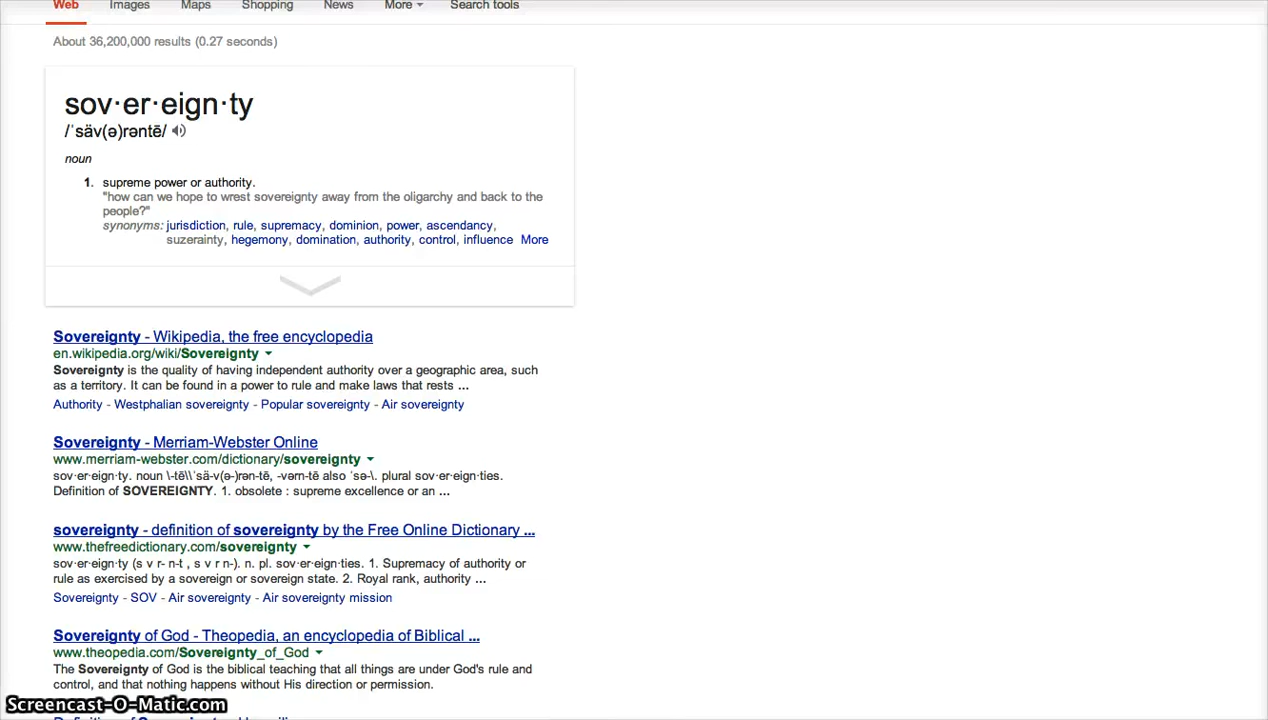 Web Images Maps Shopping News More Search tools
About 36,200,000 results (0.27 seconds)
sov·er·eign·ty
/ˈsäv(ə)rəntē/
noun
1. supreme power or authority.
"how can we hope to wrest sovereignty away from the oligarchy and back to the
people?"
synonyms: jurisdiction, rule, supremacy, dominion, power, ascendancy,
suzerainty, hegemony, domination, authority, control, influence More
Sovereignty - Wikipedia, the free encyclopedia
en.wikipedia.org/wiki/Sovereignty
Sovereignty is the quality of having independent authority over a geographic area, such
as a territory. It can be found in a power to rule and make laws that rests ...
Authority - Westphalian sovereignty - Popular sovereignty - Air sovereignty
Sovereignty - Merriam-Webster Online
www.merriam-webster.com/dictionary/sovereignty
sov·er·eign·ty. noun \-tē\\ˈsä-v(ə-)rən-tē, -vərn-tē also ˈsə-\. plural sov·er·eign·ties.
Definition of SOVEREIGNTY. 1. obsolete : supreme excellence or an ...
sovereignty - definition of sovereignty by the Free Online Dictionary ...
www.thefreedictionary.com/sovereignty
sov·er·eign·ty (s v r- n-t , s v r n-). n. pl. sov·er·eign·ties. 1. Supremacy of authority or
rule as exercised by a sovereign or sovereign state. 2. Royal rank, authority ...
Sovereignty - SOV - Air sovereignty - Air sovereignty mission
Sovereignty of God - Theopedia, an encyclopedia of Biblical ...
www.theopedia.com/Sovereignty_of_God
The Sovereignty of God is the biblical teaching that all things are under God's rule and
control, and that nothing happens without His direction or permission.
Screencast-O-Matic.com